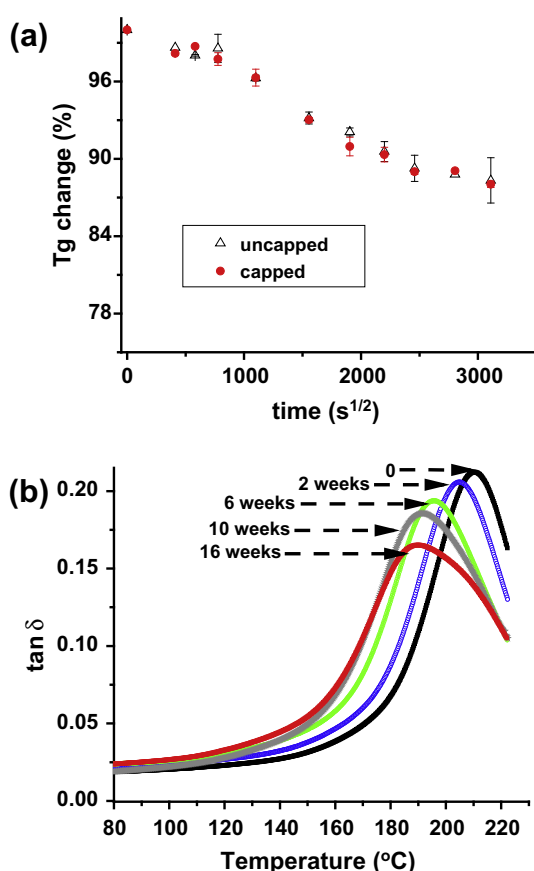 (a)
96
90
84
78
Tg change (%)
uncapped
capped
0
1000
2000
3000
time (s1/2)
(b)
0
2 weeks
6 weeks
10 weeks
16 weeks
0.20
0.15
0.10
0.05
0.00
tan δ
80
100
120
140
160
180
200
220
Temperature (°C)